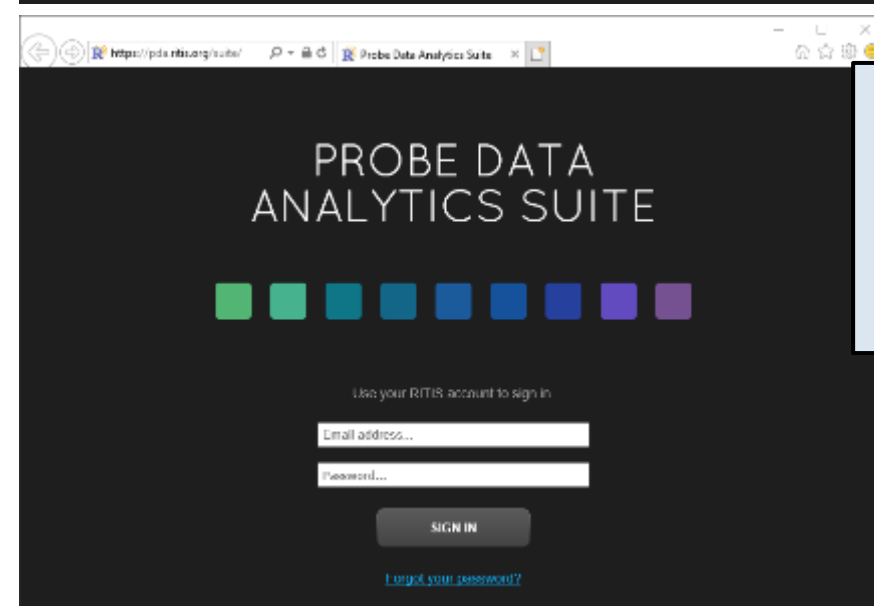 https://pda.ritis.org/suite/
Probe Data Analytics Suite
PROBE DATA
ANALYTICS SUITE
Use your RITIS account to sign in
Email address...
Password...
SIGN IN
Forgot your password?